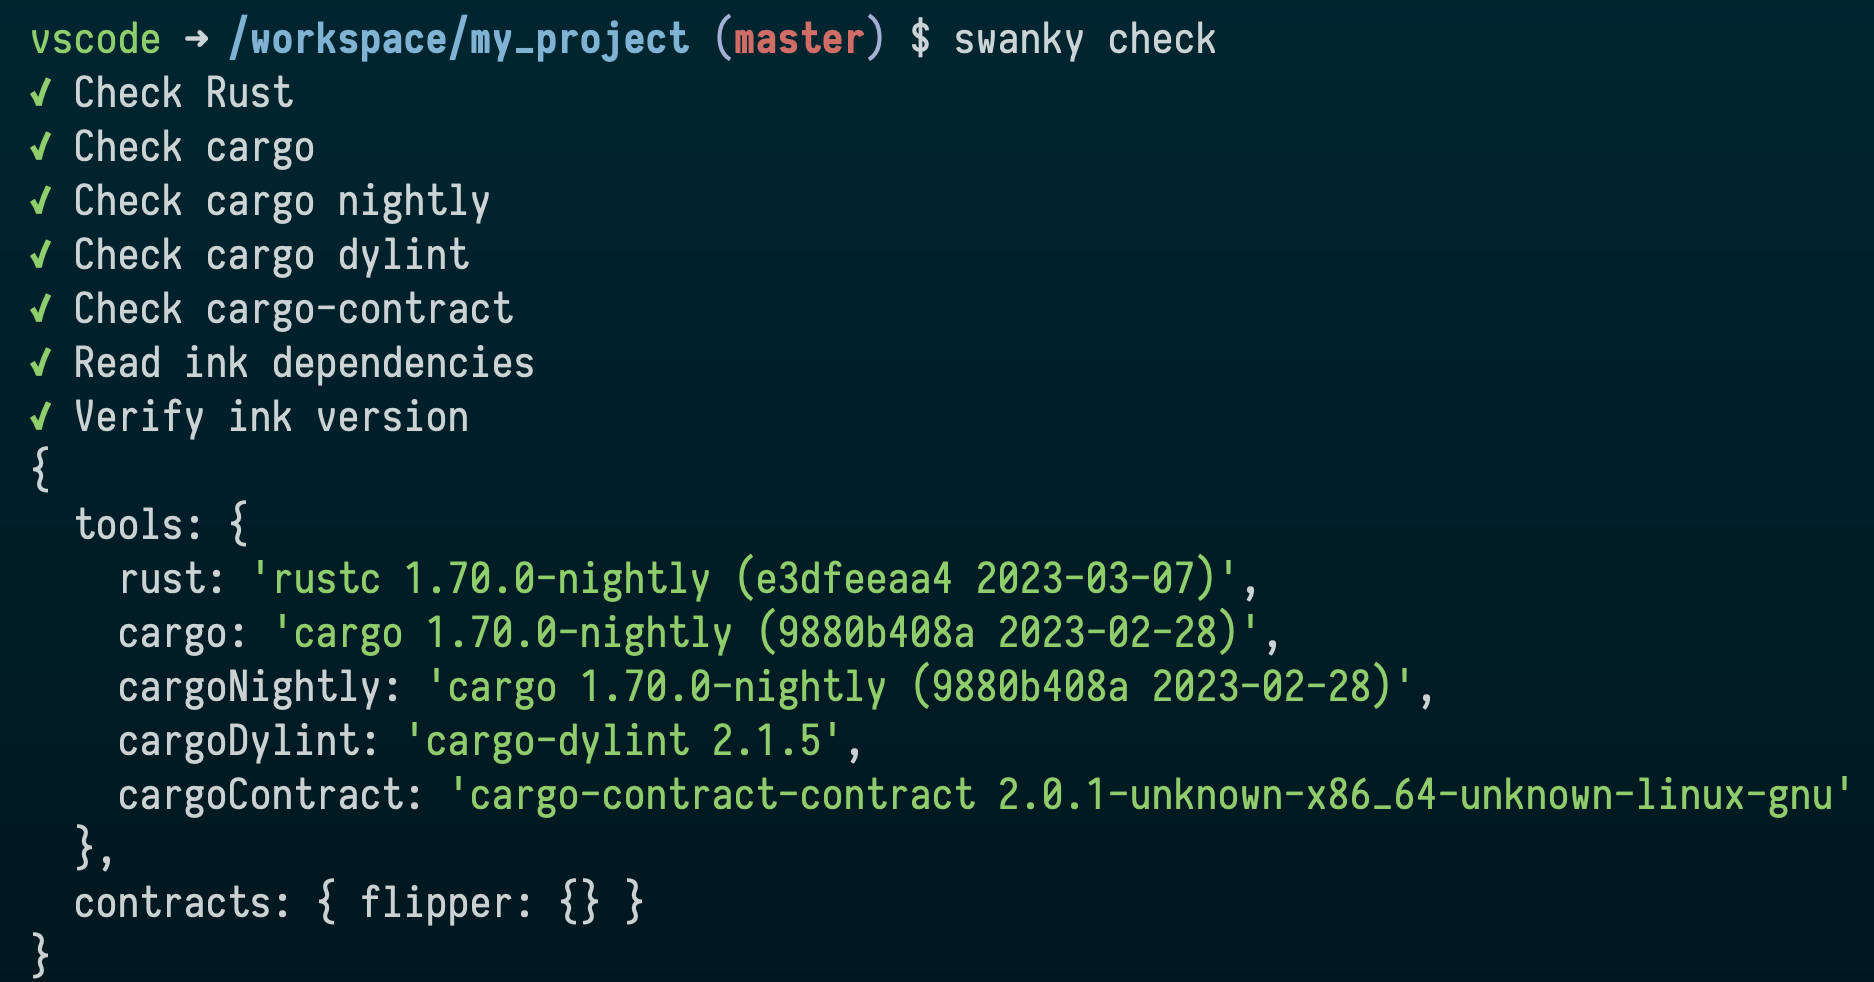 vscode ➜ /workspace/my_project (master) $ swanky check
✓ Check Rust
✓ Check cargo
✓ Check cargo nightly
✓ Check cargo dylint
✓ Check cargo-contract
✓ Read ink dependencies
✓ Verify ink version
{
  tools: {
    rust: 'rustc 1.70.0-nightly (e3dfeeaa4 2023-03-07)',
    cargo: 'cargo 1.70.0-nightly (9880b408a 2023-02-28)',
    cargoNightly: 'cargo 1.70.0-nightly (9880b408a 2023-02-28)',
    cargoDylint: 'cargo-dylint 2.1.5',
    cargoContract: 'cargo-contract-contract 2.0.1-unknown-x86_64-unknown-linux-gnu'
  },
  contracts: { flipper: {} }
}